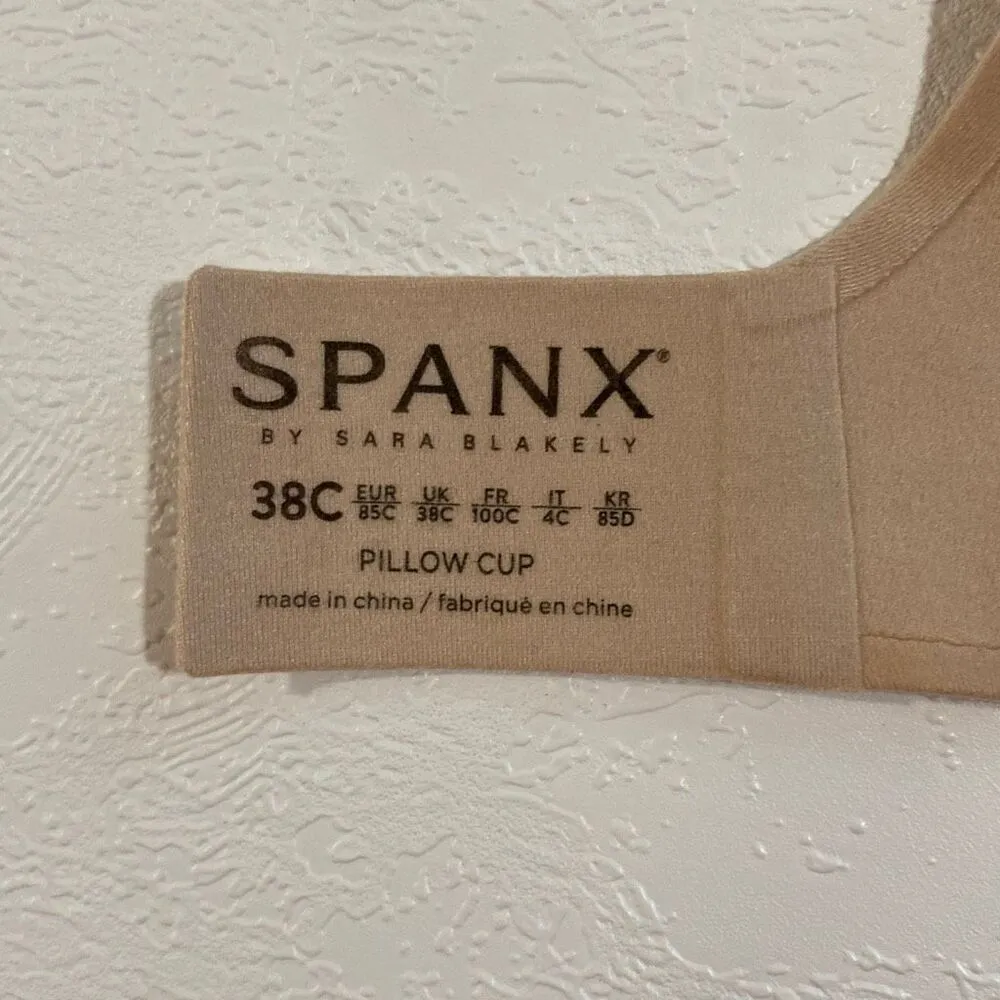 SPANX®
BY SARA BLAKELY
38C EUR 85C UK 38C FR 100C IT 4C KR 85D
PILLOW CUP
made in china / fabriqué en chine